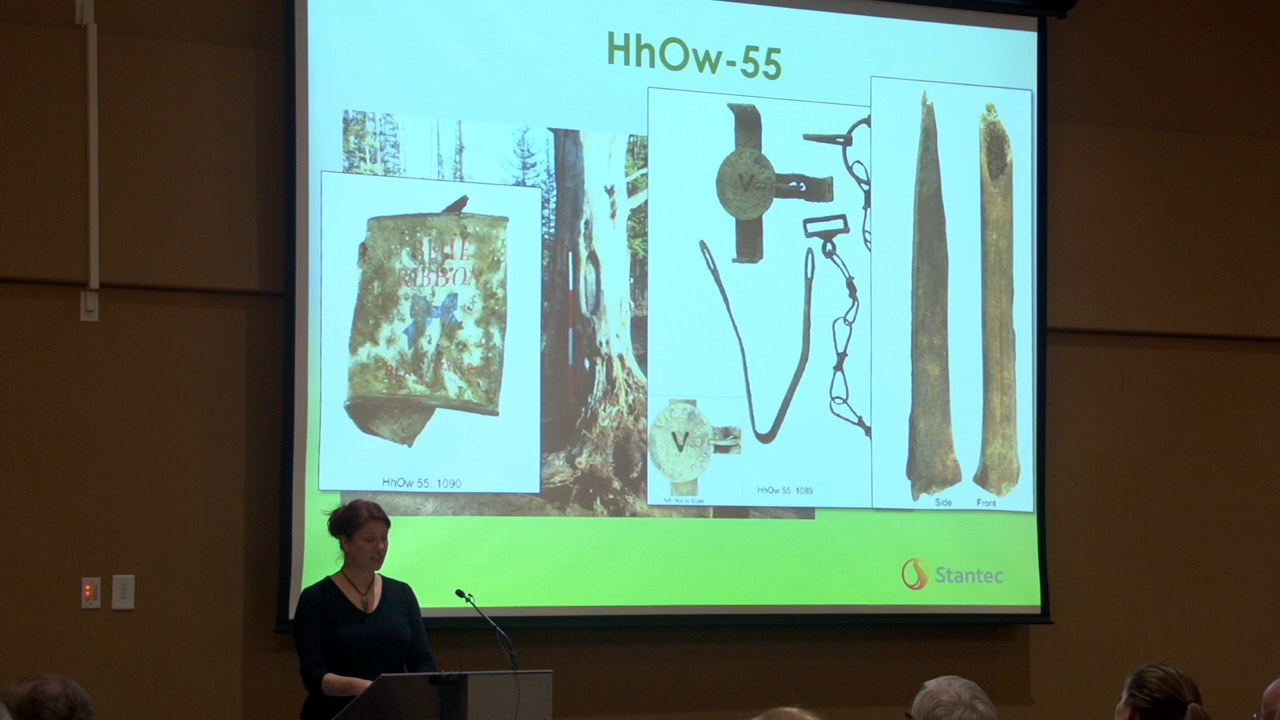 HhOw-55
BLUE
RIBBON
HhOw 55: 1090
V
V
HhOw 55: 1089
Side
Front
Stantec